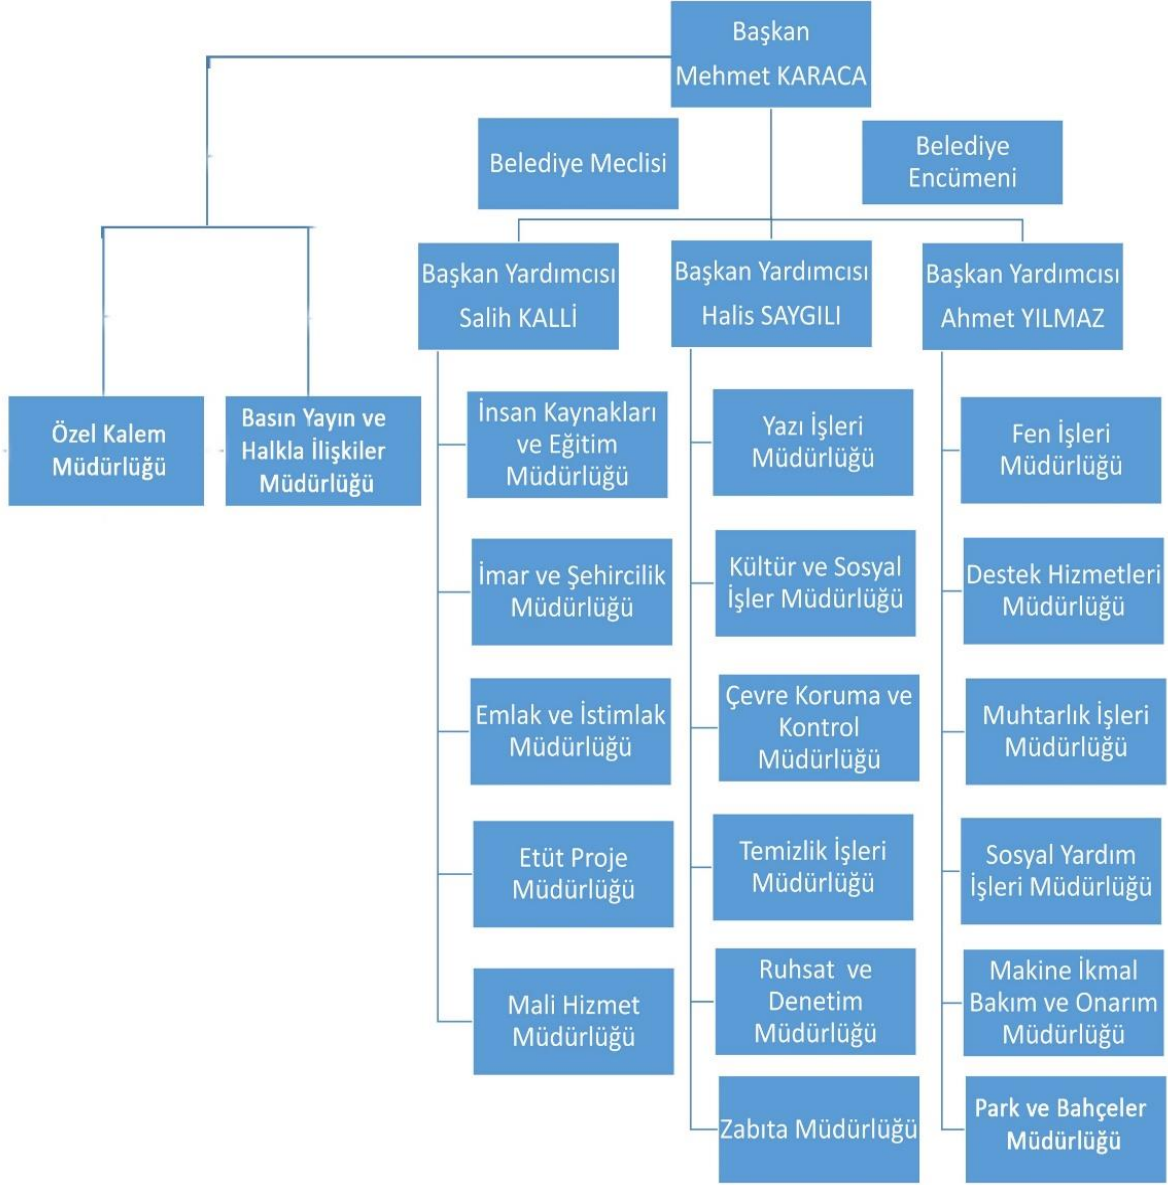 Başkan
Mehmet KARACA
Belediye Meclisi
Belediye
Encümeni
Başkan Yardımcısı
Salih KALLİ
Başkan Yardımcısı
Halis SAYGILI
Başkan Yardımcısı
Ahmet YILMAZ
Özel Kalem
Müdürlüğü
Basın Yayın ve
Halkla İlişkiler
Müdürlüğü
İnsan Kaynakları
ve Eğitim
Müdürlüğü
İmar ve Şehircilik
Müdürlüğü
Emlak ve İstimlak
Müdürlüğü
Etüt Proje
Müdürlüğü
Mali Hizmet
Müdürlüğü
Yazı İşleri
Müdürlüğü
Kültür ve Sosyal
İşler Müdürlüğü
Çevre Koruma ve
Kontrol
Müdürlüğü
Temizlik İşleri
Müdürlüğü
Ruhsat ve
Denetim
Müdürlüğü
Zabıta Müdürlüğü
Fen İşleri
Müdürlüğü
Destek Hizmetleri
Müdürlüğü
Muhtarlık İşleri
Müdürlüğü
Sosyal Yardım
İşleri Müdürlüğü
Makine İkmal
Bakım ve Onarım
Müdürlüğü
Park ve Bahçeler
Müdürlüğü